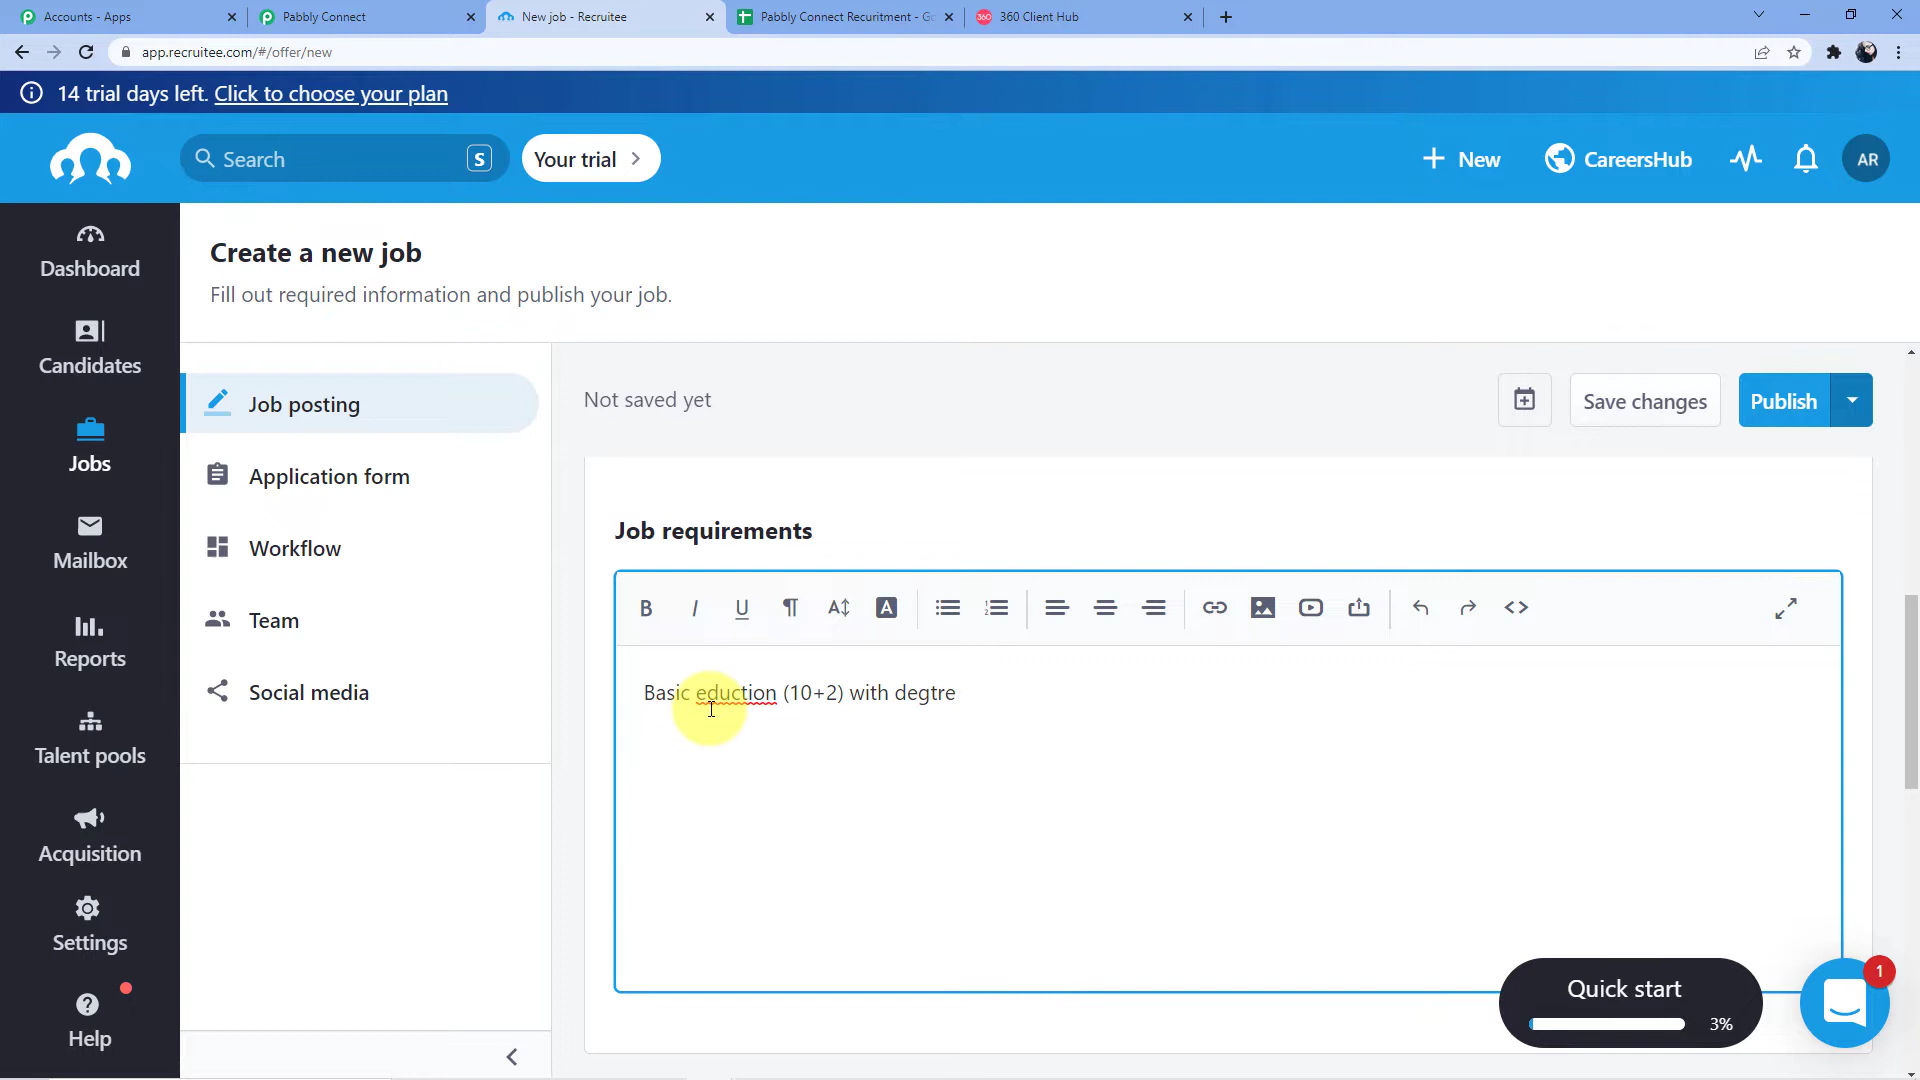 Accounts - Apps
Pabbly Connect
New job - Recruitee
Pabbly Connect Recuritment - Go
360
360 Client Hub
app.recruitee.com/#/offer/new
14 trial days left. Click to choose your plan
Search
S
Your trial
New
CareersHub
AR
Dashboard
Candidates
Jobs
Mailbox
Reports
Talent pools
Acquisition
Settings
Help
Create a new job
Fill out required information and publish your job.
Job posting
Application form
Workflow
Team
Social media
Not saved yet
Save changes
Publish
Job requirements
B I U ¶ A A
Basic eduction (10+2) with degtre
Quick start
3%
1